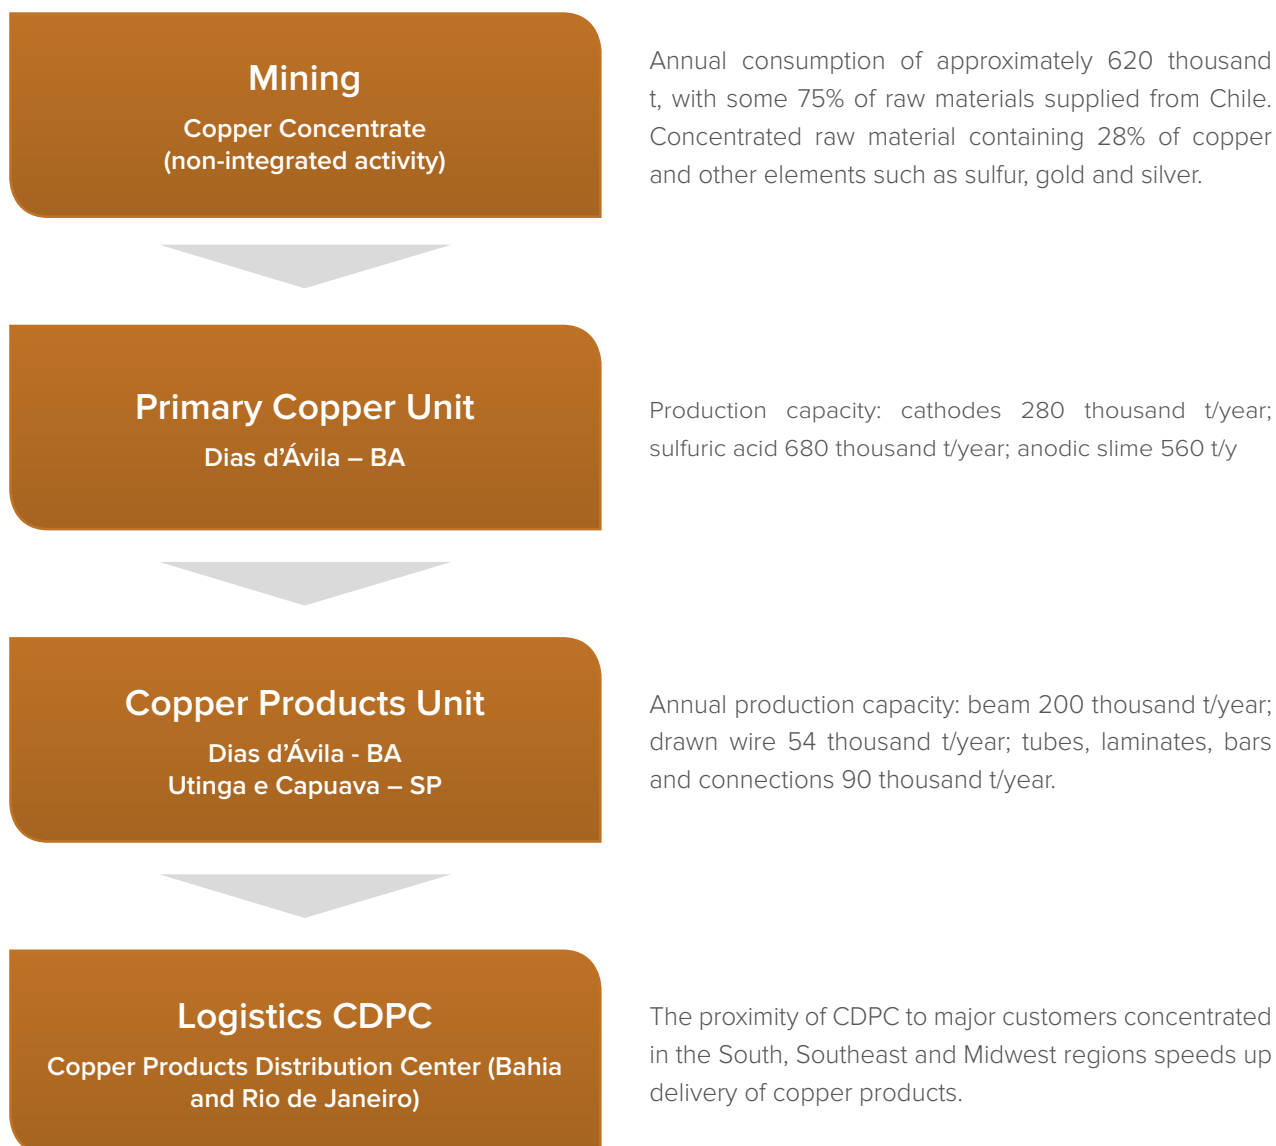 Mining
Copper Concentrate
(non-integrated activity)
Annual consumption of approximately 620 thousand
t, with some 75% of raw materials supplied from Chile.
Concentrated raw material containing 28% of copper
and other elements such as sulfur, gold and silver.
Primary Copper Unit
Dias d’Ávila – BA
Production capacity: cathodes 280 thousand t/year;
sulfuric acid 680 thousand t/year; anodic slime 560 t/y
Copper Products Unit
Dias d’Ávila - BA
Utinga e Capuava – SP
Annual production capacity: beam 200 thousand t/year;
drawn wire 54 thousand t/year; tubes, laminates, bars
and connections 90 thousand t/year.
Logistics CDPC
Copper Products Distribution Center (Bahia
and Rio de Janeiro)
The proximity of CDPC to major customers concentrated
in the South, Southeast and Midwest regions speeds up
delivery of copper products.